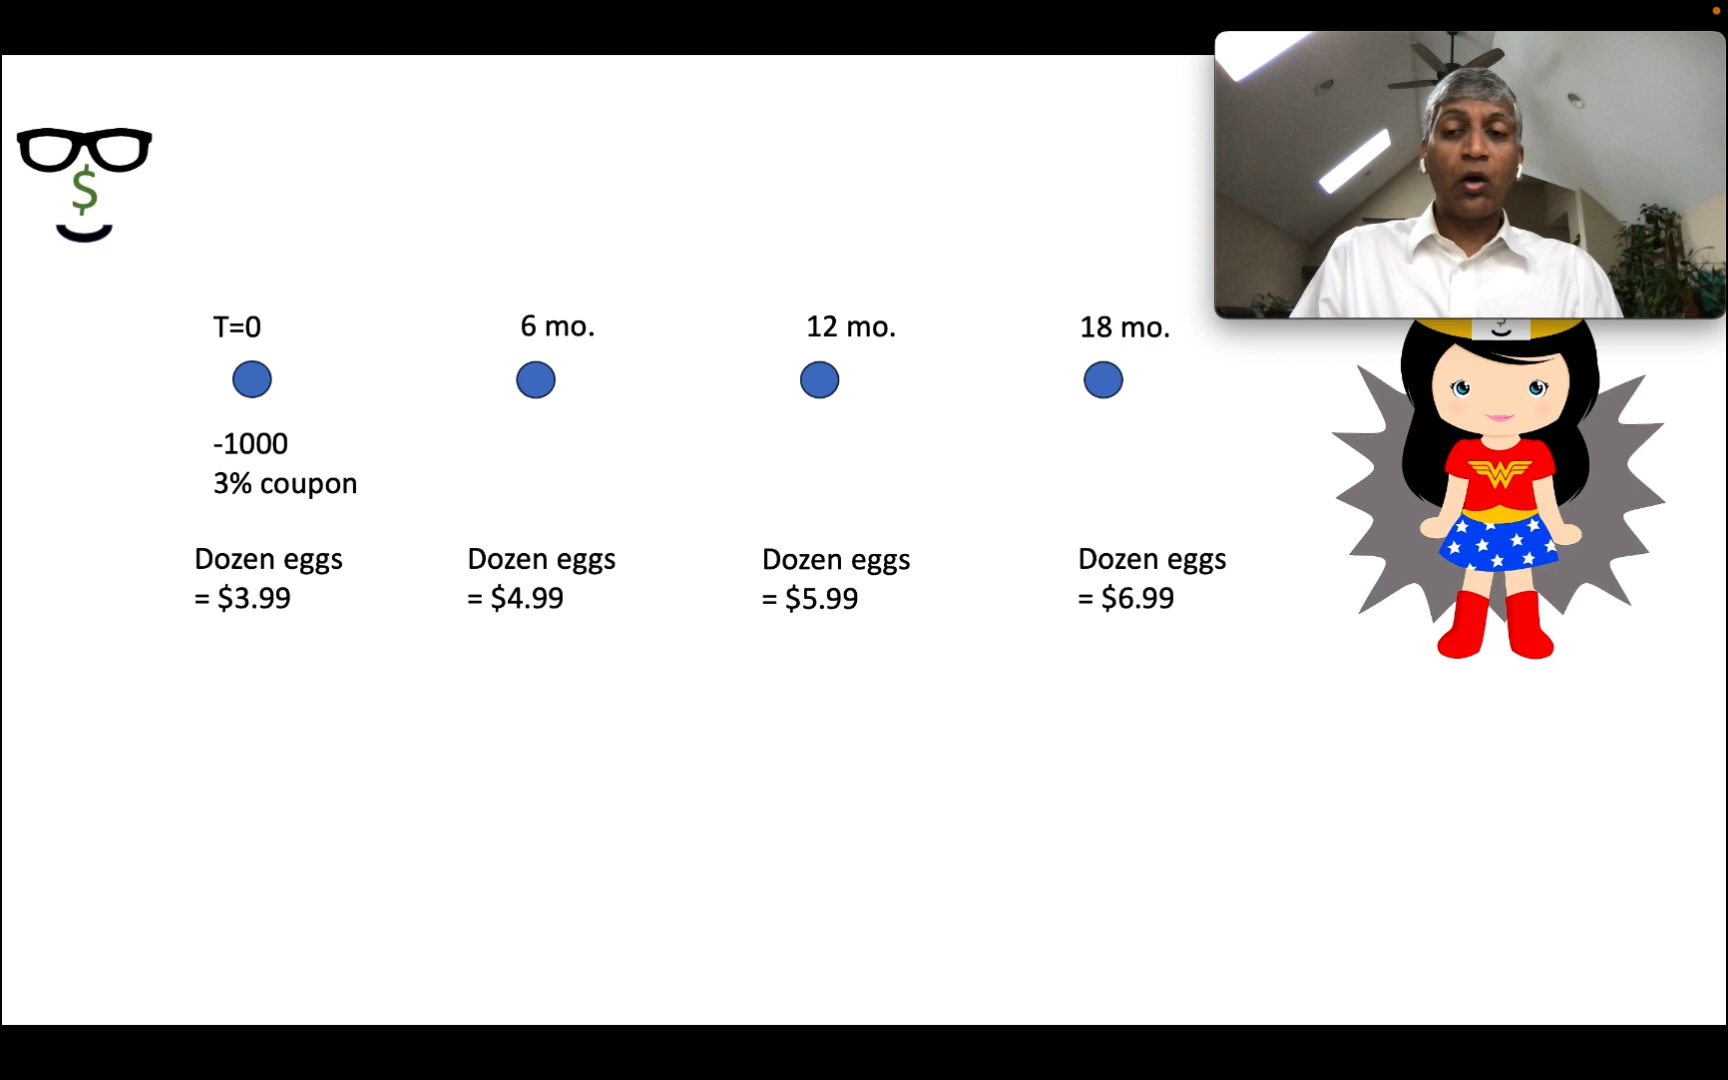 $
T=0
6 mo.
12 mo.
18 mo.
-1000
3% coupon
Dozen eggs
= $3.99
Dozen eggs
= $4.99
Dozen eggs
= $5.99
Dozen eggs
= $6.99
W